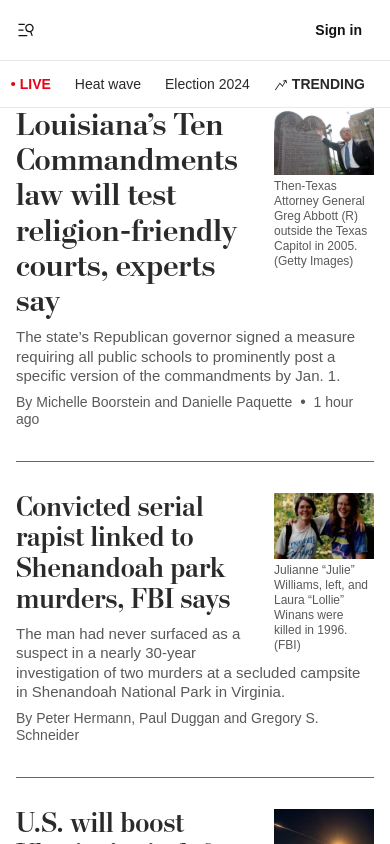 Sign in
• LIVE Heat wave Election 2024 TRENDING
Louisiana’s Ten
Commandments
law will test
religion-friendly
courts, experts
say
Then-Texas
Attorney General
Greg Abbott (R)
outside the Texas
Capitol in 2005.
(Getty Images)
The state’s Republican governor signed a measure
requiring all public schools to prominently post a
specific version of the commandments by Jan. 1.
By Michelle Boorstein and Danielle Paquette • 1 hour
ago
Convicted serial
rapist linked to
Shenandoah park
murders, FBI says
Julianne “Julie”
Williams, left, and
Laura “Lollie”
Winans were
killed in 1996.
(FBI)
The man had never surfaced as a
suspect in a nearly 30-year
investigation of two murders at a secluded campsite
in Shenandoah National Park in Virginia.
By Peter Hermann, Paul Duggan and Gregory S.
Schneider
U.S. will boost